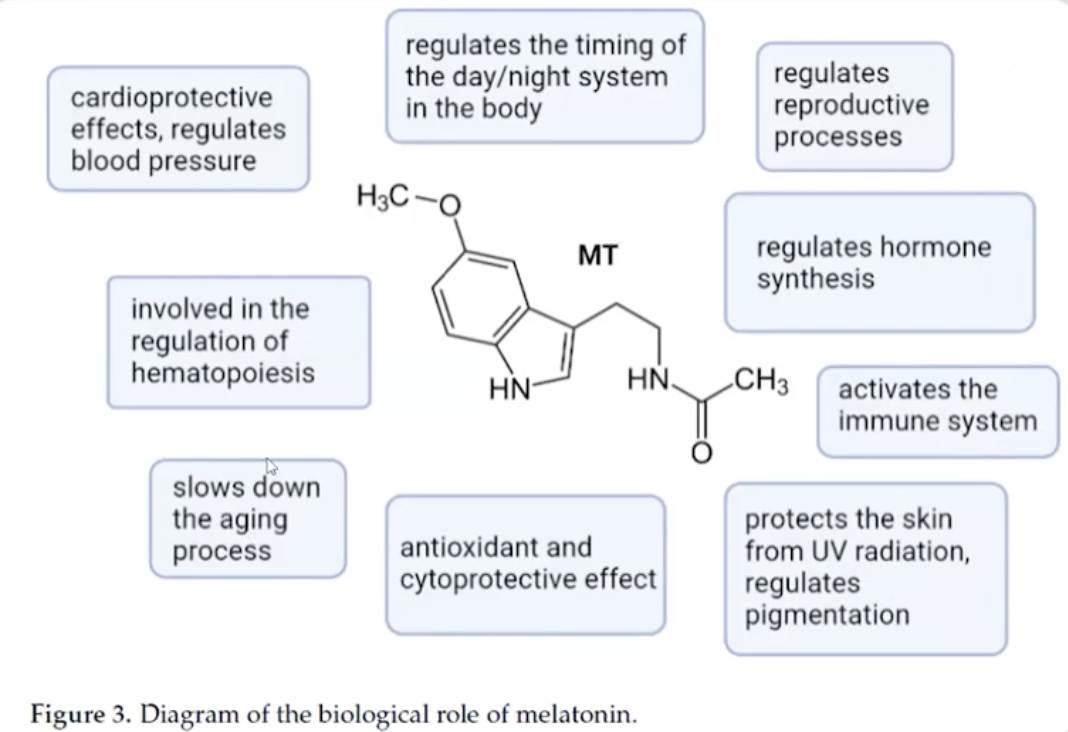 regulates the timing of
the day/night system
in the body
cardioprotective
effects, regulates
blood pressure
regulates
reproductive
processes
H₃C
O
MT
regulates hormone
synthesis
involved in the
regulation of
hematopoiesis
HN
HN
CH₃
O
activates the
immune system
slows down
the aging
process
antioxidant and
cytoprotective effect
protects the skin
from UV radiation,
regulates
pigmentation
Figure 3. Diagram of the biological role of melatonin.